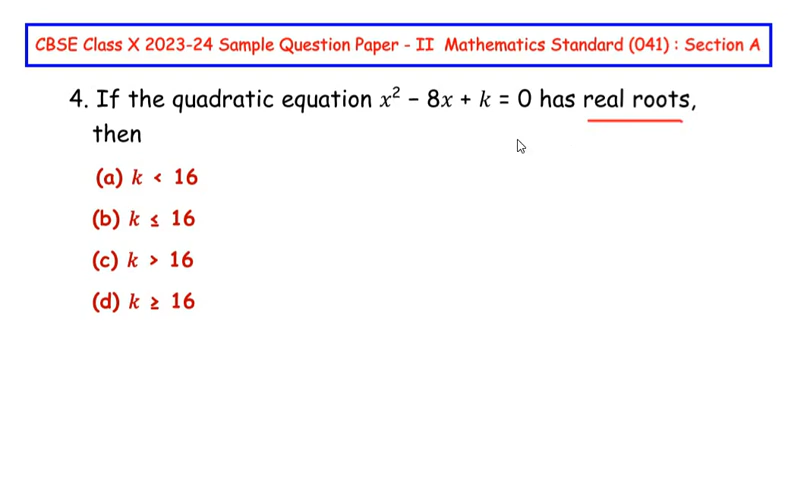 CBSE Class X 2023-24 Sample Question Paper - II Mathematics Standard (041) : Section A
4. If the quadratic equation x² − 8x + k = 0 has real roots,
then
(a) k < 16
(b) k ≤ 16
(c) k > 16
(d) k ≥ 16